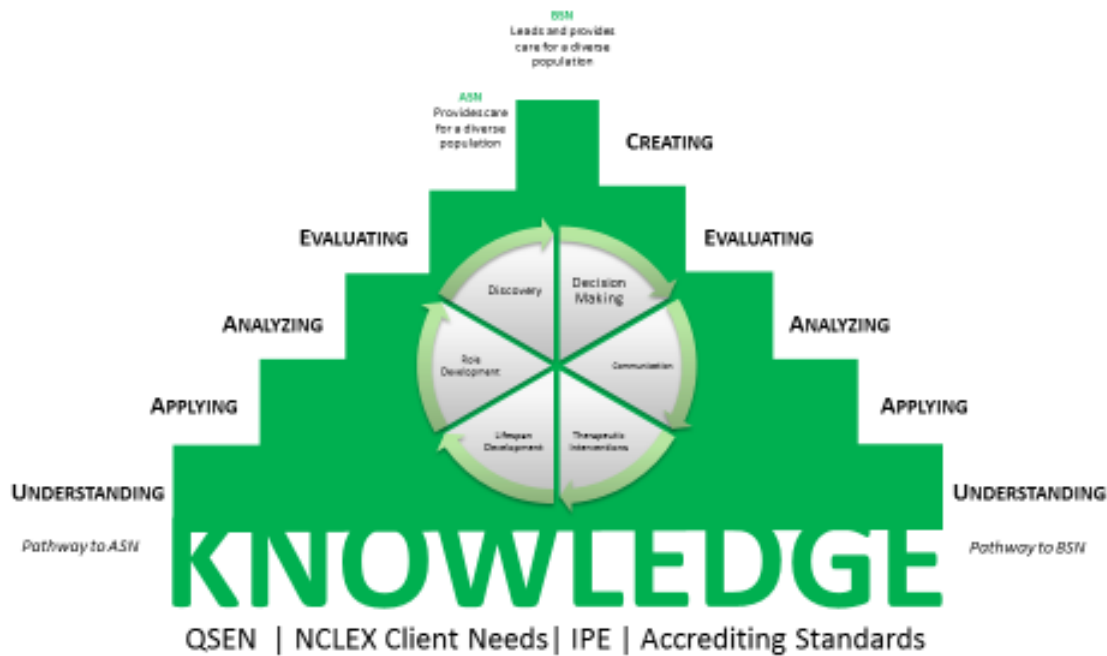 BSN
Leads and provides
care for a diverse
population
ASN
Provides care
for a diverse
population
CREATING
EVALUATING
EVALUATING
Discovery
Decision
Making
ANALYZING
ANALYZING
Role
Development
Communication
APPLYING
APPLYING
Lifespan
Development
Therapeutic
Interventions
UNDERSTANDING
UNDERSTANDING
Pathway to ASN
Pathway to BSN
KNOWLEDGE
QSEN | NCLEX Client Needs| IPE | Accrediting Standards